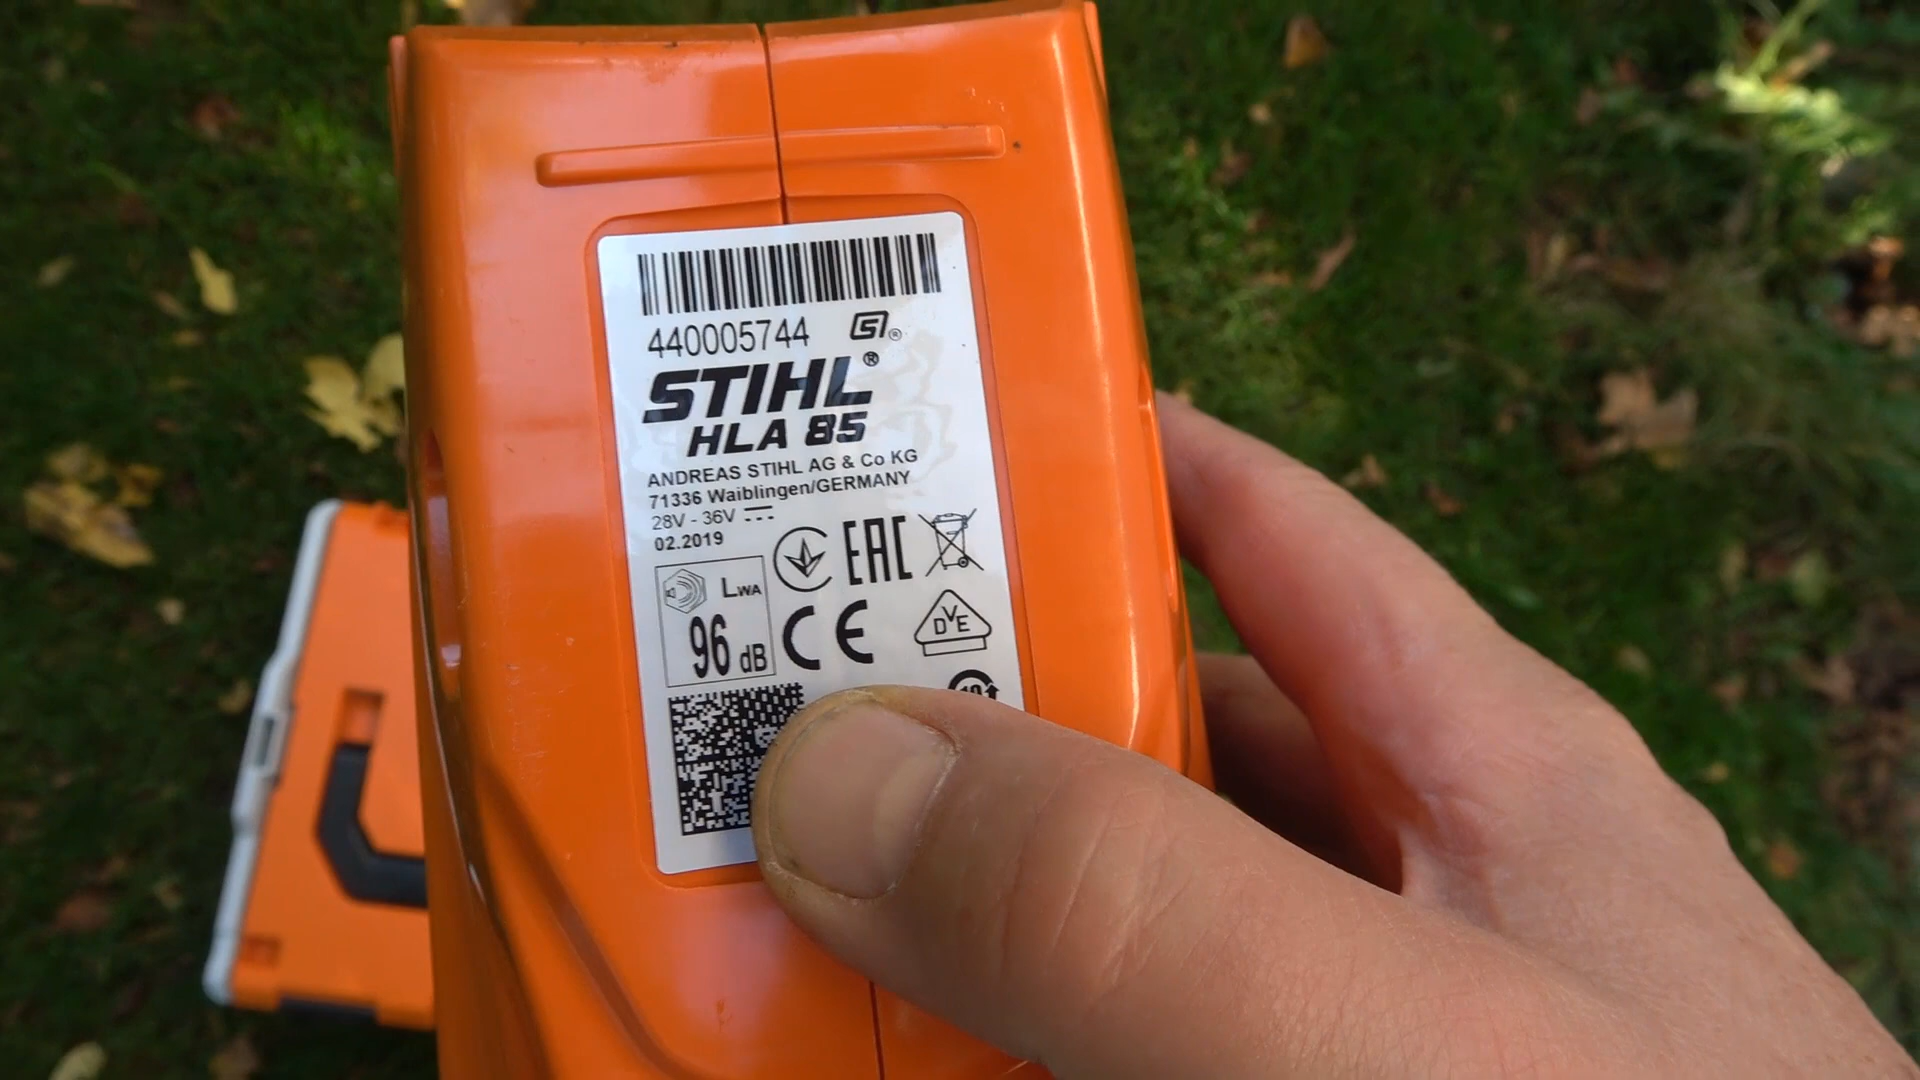 440005744 ®
STIHL®
HLA 85
ANDREAS STIHL AG & Co KG
71336 Waiblingen/GERMANY
28V - 36V
02.2019
LWA
96 dB
EAC
CE
DVE